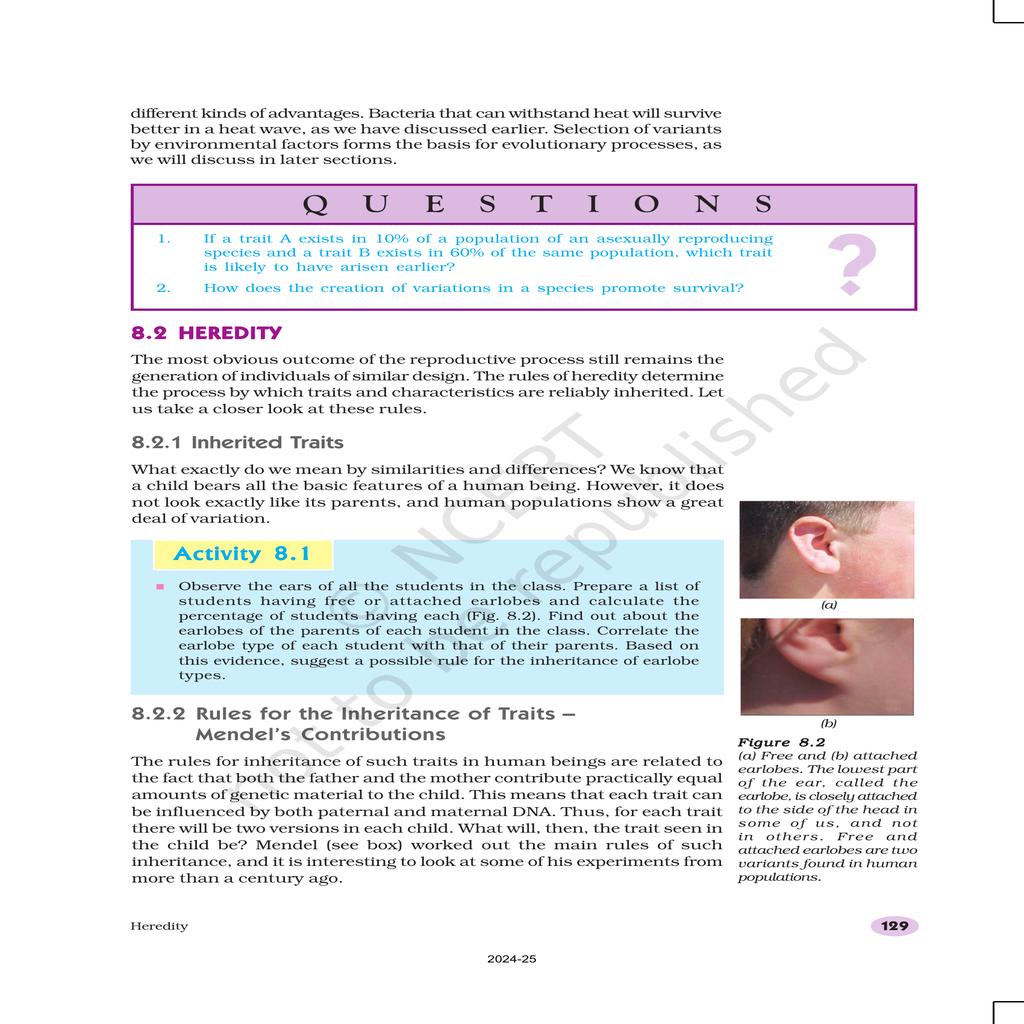 different kinds of advantages. Bacteria that can withstand heat will survive
better in a heat wave, as we have discussed earlier. Selection of variants
by environmental factors forms the basis for evolutionary processes, as
we will discuss in later sections.
QUESTIONS
1. If a trait A exists in 10% of a population of an asexually reproducing
species and a trait B exists in 60% of the same population, which trait
is likely to have arisen earlier?
2. How does the creation of variations in a species promote survival?
?
8.2 HEREDITY
The most obvious outcome of the reproductive process still remains the
generation of individuals of similar design. The rules of heredity determine
the process by which traits and characteristics are reliably inherited. Let
us take a closer look at these rules.
8.2.1 Inherited Traits
What exactly do we mean by similarities and differences? We know that
a child bears all the basic features of a human being. However, it does
not look exactly like its parents, and human populations show a great
deal of variation.
Activity 8.1
Observe the ears of all the students in the class. Prepare a list of
students having free or attached earlobes and calculate the
percentage of students having each (Fig. 8.2). Find out about the
earlobes of the parents of each student in the class. Correlate the
earlobe type of each student with that of their parents. Based on
this evidence, suggest a possible rule for the inheritance of earlobe
types.
8.2.2 Rules for the Inheritance of Traits –
Mendel's Contributions
The rules for inheritance of such traits in human beings are related to
the fact that both the father and the mother contribute practically equal
amounts of genetic material to the child. This means that each trait can
be influenced by both paternal and maternal DNA. Thus, for each trait
there will be two versions in each child. What will, then, the trait seen in
the child be? Mendel (see box) worked out the main rules of such
inheritance, and it is interesting to look at some of his experiments from
more than a century ago.
(a)
(b)
Figure 8.2
(a) Free and (b) attached
earlobes. The lowest part
of the ear, called the
earlobe, is closely attached
to the side of the head in
some of us, and not
in others. Free and
attached earlobes are two
variants found in human
populations.
© NCERT
not to be republished
Heredity
129
2024-25